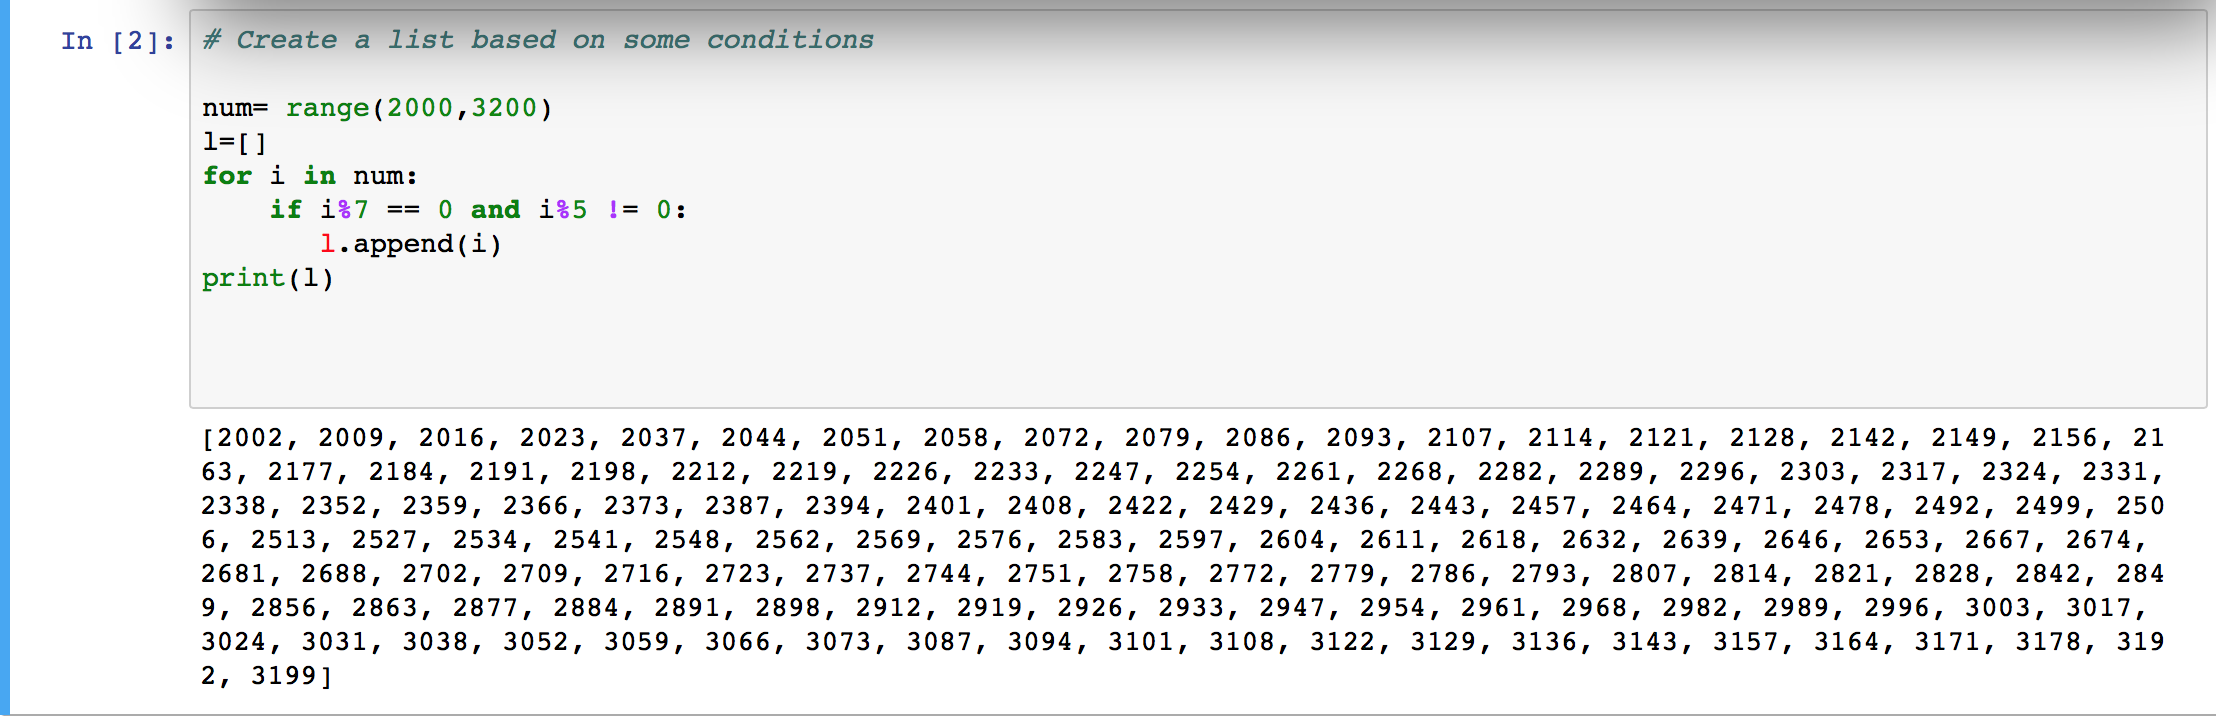 In [2]: # Create a list based on some conditions
num= range(2000,3200)
l=[]
for i in num:
    if i%7 == 0 and i%5 != 0:
       l.append(i)
print(l)
[2002, 2009, 2016, 2023, 2037, 2044, 2051, 2058, 2072, 2079, 2086, 2093, 2107, 2114, 2121, 2128, 2142, 2149, 2156, 21
63, 2177, 2184, 2191, 2198, 2212, 2219, 2226, 2233, 2247, 2254, 2261, 2268, 2282, 2289, 2296, 2303, 2317, 2324, 2331,
2338, 2352, 2359, 2366, 2373, 2387, 2394, 2401, 2408, 2422, 2429, 2436, 2443, 2457, 2464, 2471, 2478, 2492, 2499, 250
6, 2513, 2527, 2534, 2541, 2548, 2562, 2569, 2576, 2583, 2597, 2604, 2611, 2618, 2632, 2639, 2646, 2653, 2667, 2674,
2681, 2688, 2702, 2709, 2716, 2723, 2737, 2744, 2751, 2758, 2772, 2779, 2786, 2793, 2807, 2814, 2821, 2828, 2842, 284
9, 2856, 2863, 2877, 2884, 2891, 2898, 2912, 2919, 2926, 2933, 2947, 2954, 2961, 2968, 2982, 2989, 2996, 3003, 3017,
3024, 3031, 3038, 3052, 3059, 3066, 3073, 3087, 3094, 3101, 3108, 3122, 3129, 3136, 3143, 3157, 3164, 3171, 3178, 319
2, 3199]